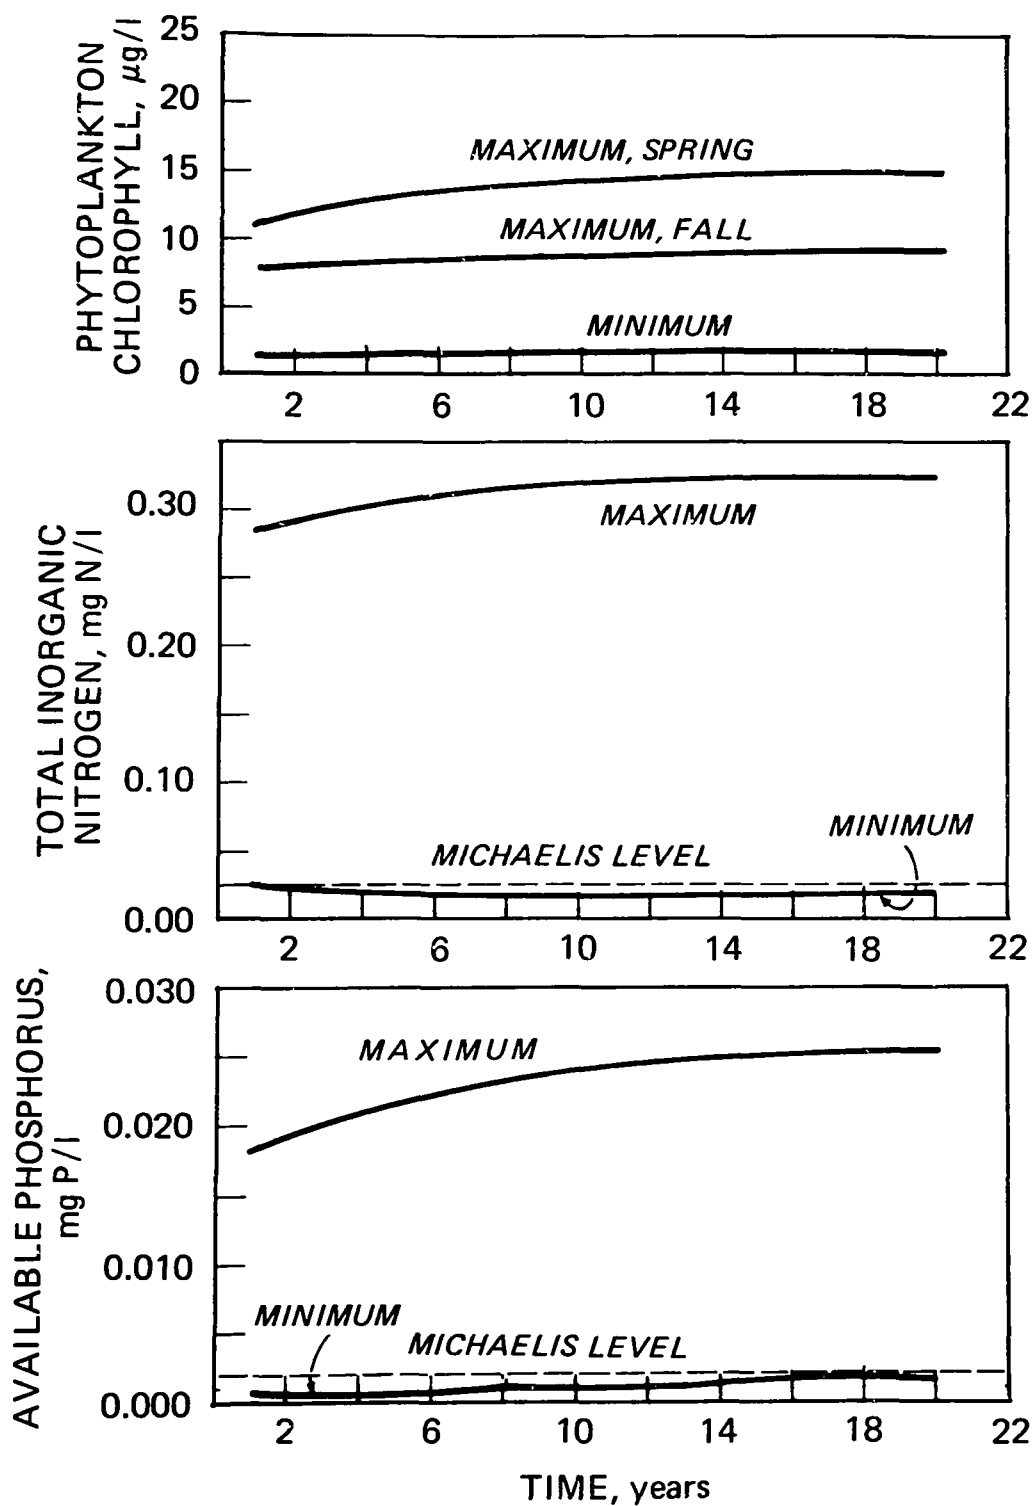 PHYTOPLANKTON
CHLOROPHYLL, µg/l
25
20
15
10
5
0
MAXIMUM, SPRING
MAXIMUM, FALL
MINIMUM
2 6 10 14 18 22
TOTAL INORGANIC
NITROGEN, mg N/l
0.30
0.20
0.10
0.00
MAXIMUM
MINIMUM
MICHAELIS LEVEL
2 6 10 14 18 22
AVAILABLE PHOSPHORUS,
mg P/l
0.030
0.020
0.010
0.000
MAXIMUM
MINIMUM
MICHAELIS LEVEL
2 6 10 14 18 22
TIME, years